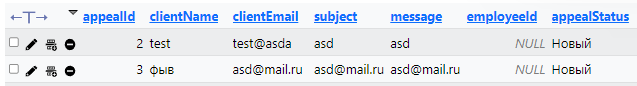 appealId clientName clientEmail subject message employeeId appealStatus
2 test test@asda asd asd NULL Новый
3 фыв asd@mail.ru asd@mail.ru asd@mail.ru NULL Новый